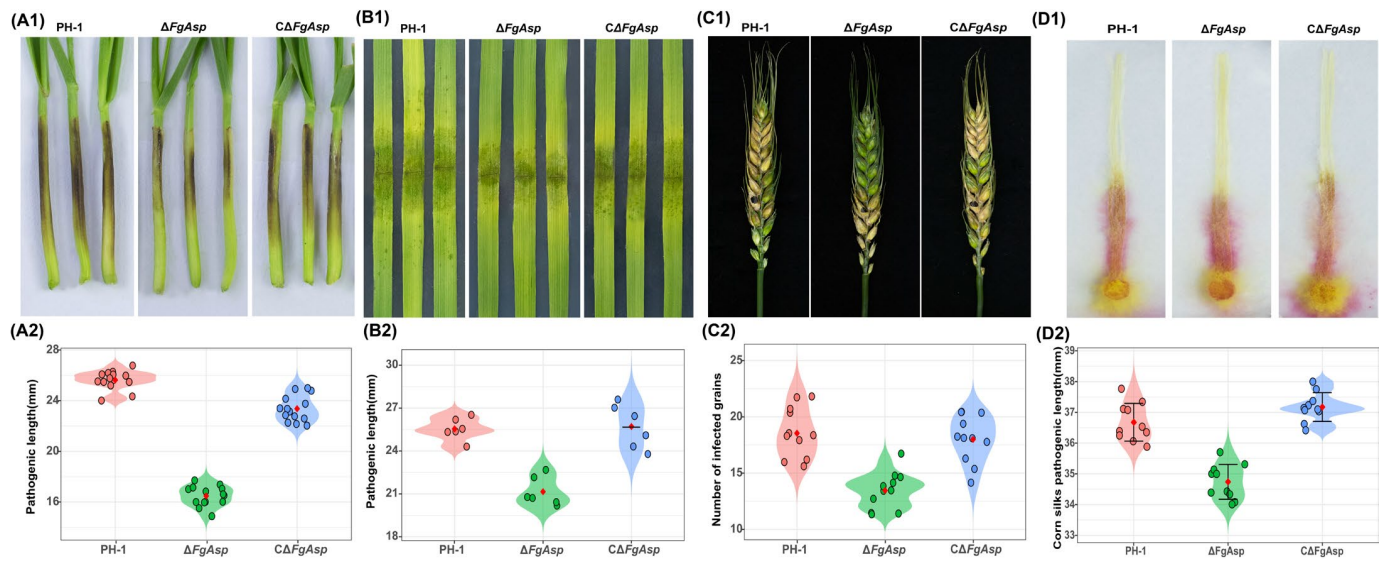 (A1)
PH-1 ΔFgAsp CΔFgAsp
(B1)
PH-1 ΔFgAsp CΔFgAsp
(C1)
PH-1 ΔFgAsp CΔFgAsp
(D1)
PH-1 ΔFgAsp CΔFgAsp
(A2)
Pathogenic length(mm)
28
24
20
16
PH-1 ΔFgAsp CΔFgAsp
(B2)
Pathogenic length(mm)
30
27
24
21
18
PH-1 ΔFgAsp CΔFgAsp
(C2)
Number of infected grains
25
20
15
10
PH-1 ΔFgAsp CΔFgAsp
(D2)
Corn silks pathogenic length(mm)
39
38
37
36
35
34
33
PH-1 ΔFgAsp CΔFgAsp